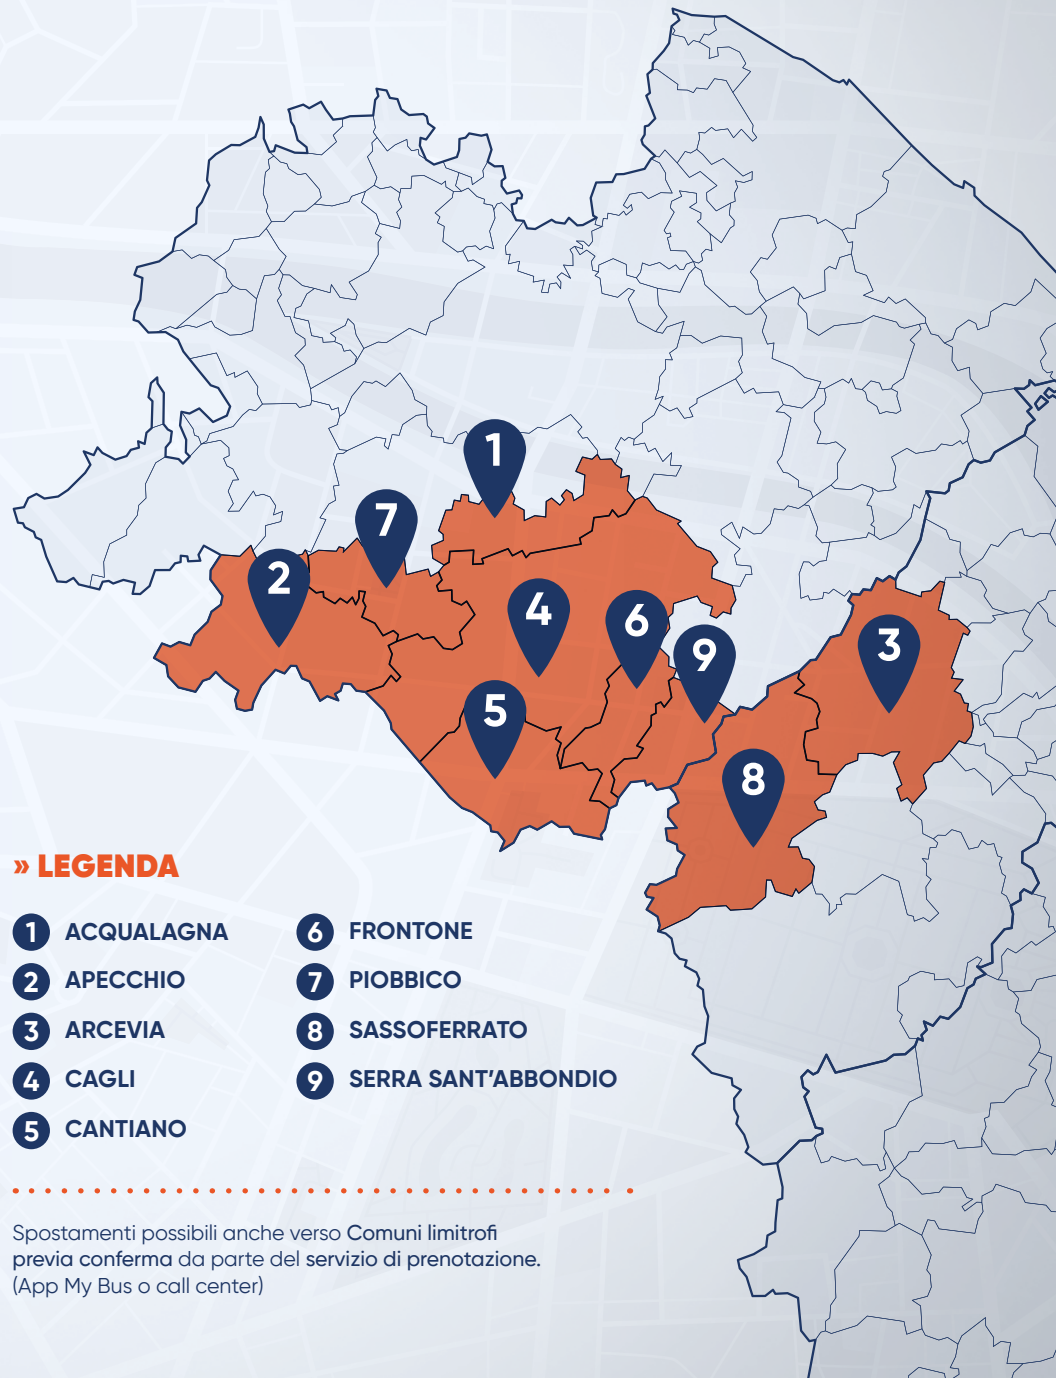 1
7
2
4
6
9
3
5
8
» LEGENDA
1 ACQUALAGNA
2 APECCHIO
3 ARCEVIA
4 CAGLI
5 CANTIANO
6 FRONTONE
7 PIOBBICO
8 SASSOFERRATO
9 SERRA SANT'ABBONDIO
Spostamenti possibili anche verso Comuni limitrofi
previa conferma da parte del servizio di prenotazione.
(App My Bus o call center)